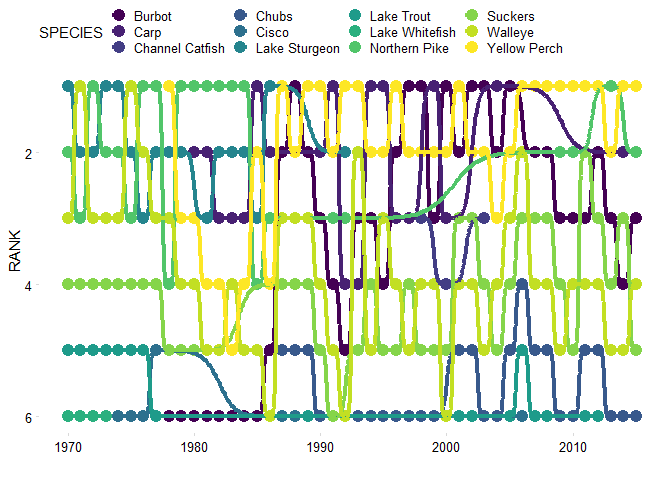 SPECIES
Burbot Chubs Lake Trout Suckers
Carp Cisco Lake Whitefish Walleye
Channel Catfish Lake Sturgeon Northern Pike Yellow Perch
RANK
2
4
6
1970 1980 1990 2000 2010